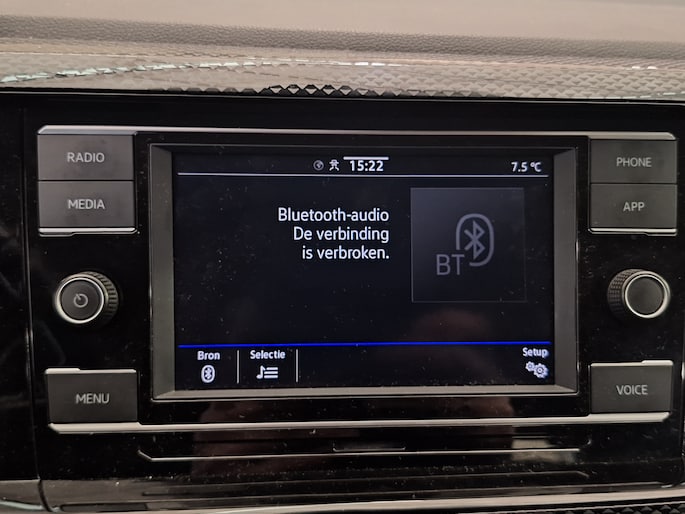 RADIO
MEDIA
MENU
15:22
7.5 °C
Bluetooth-audio
De verbinding
is verbroken.
BT
Bron
Selectie
Setup
PHONE
APP
VOICE